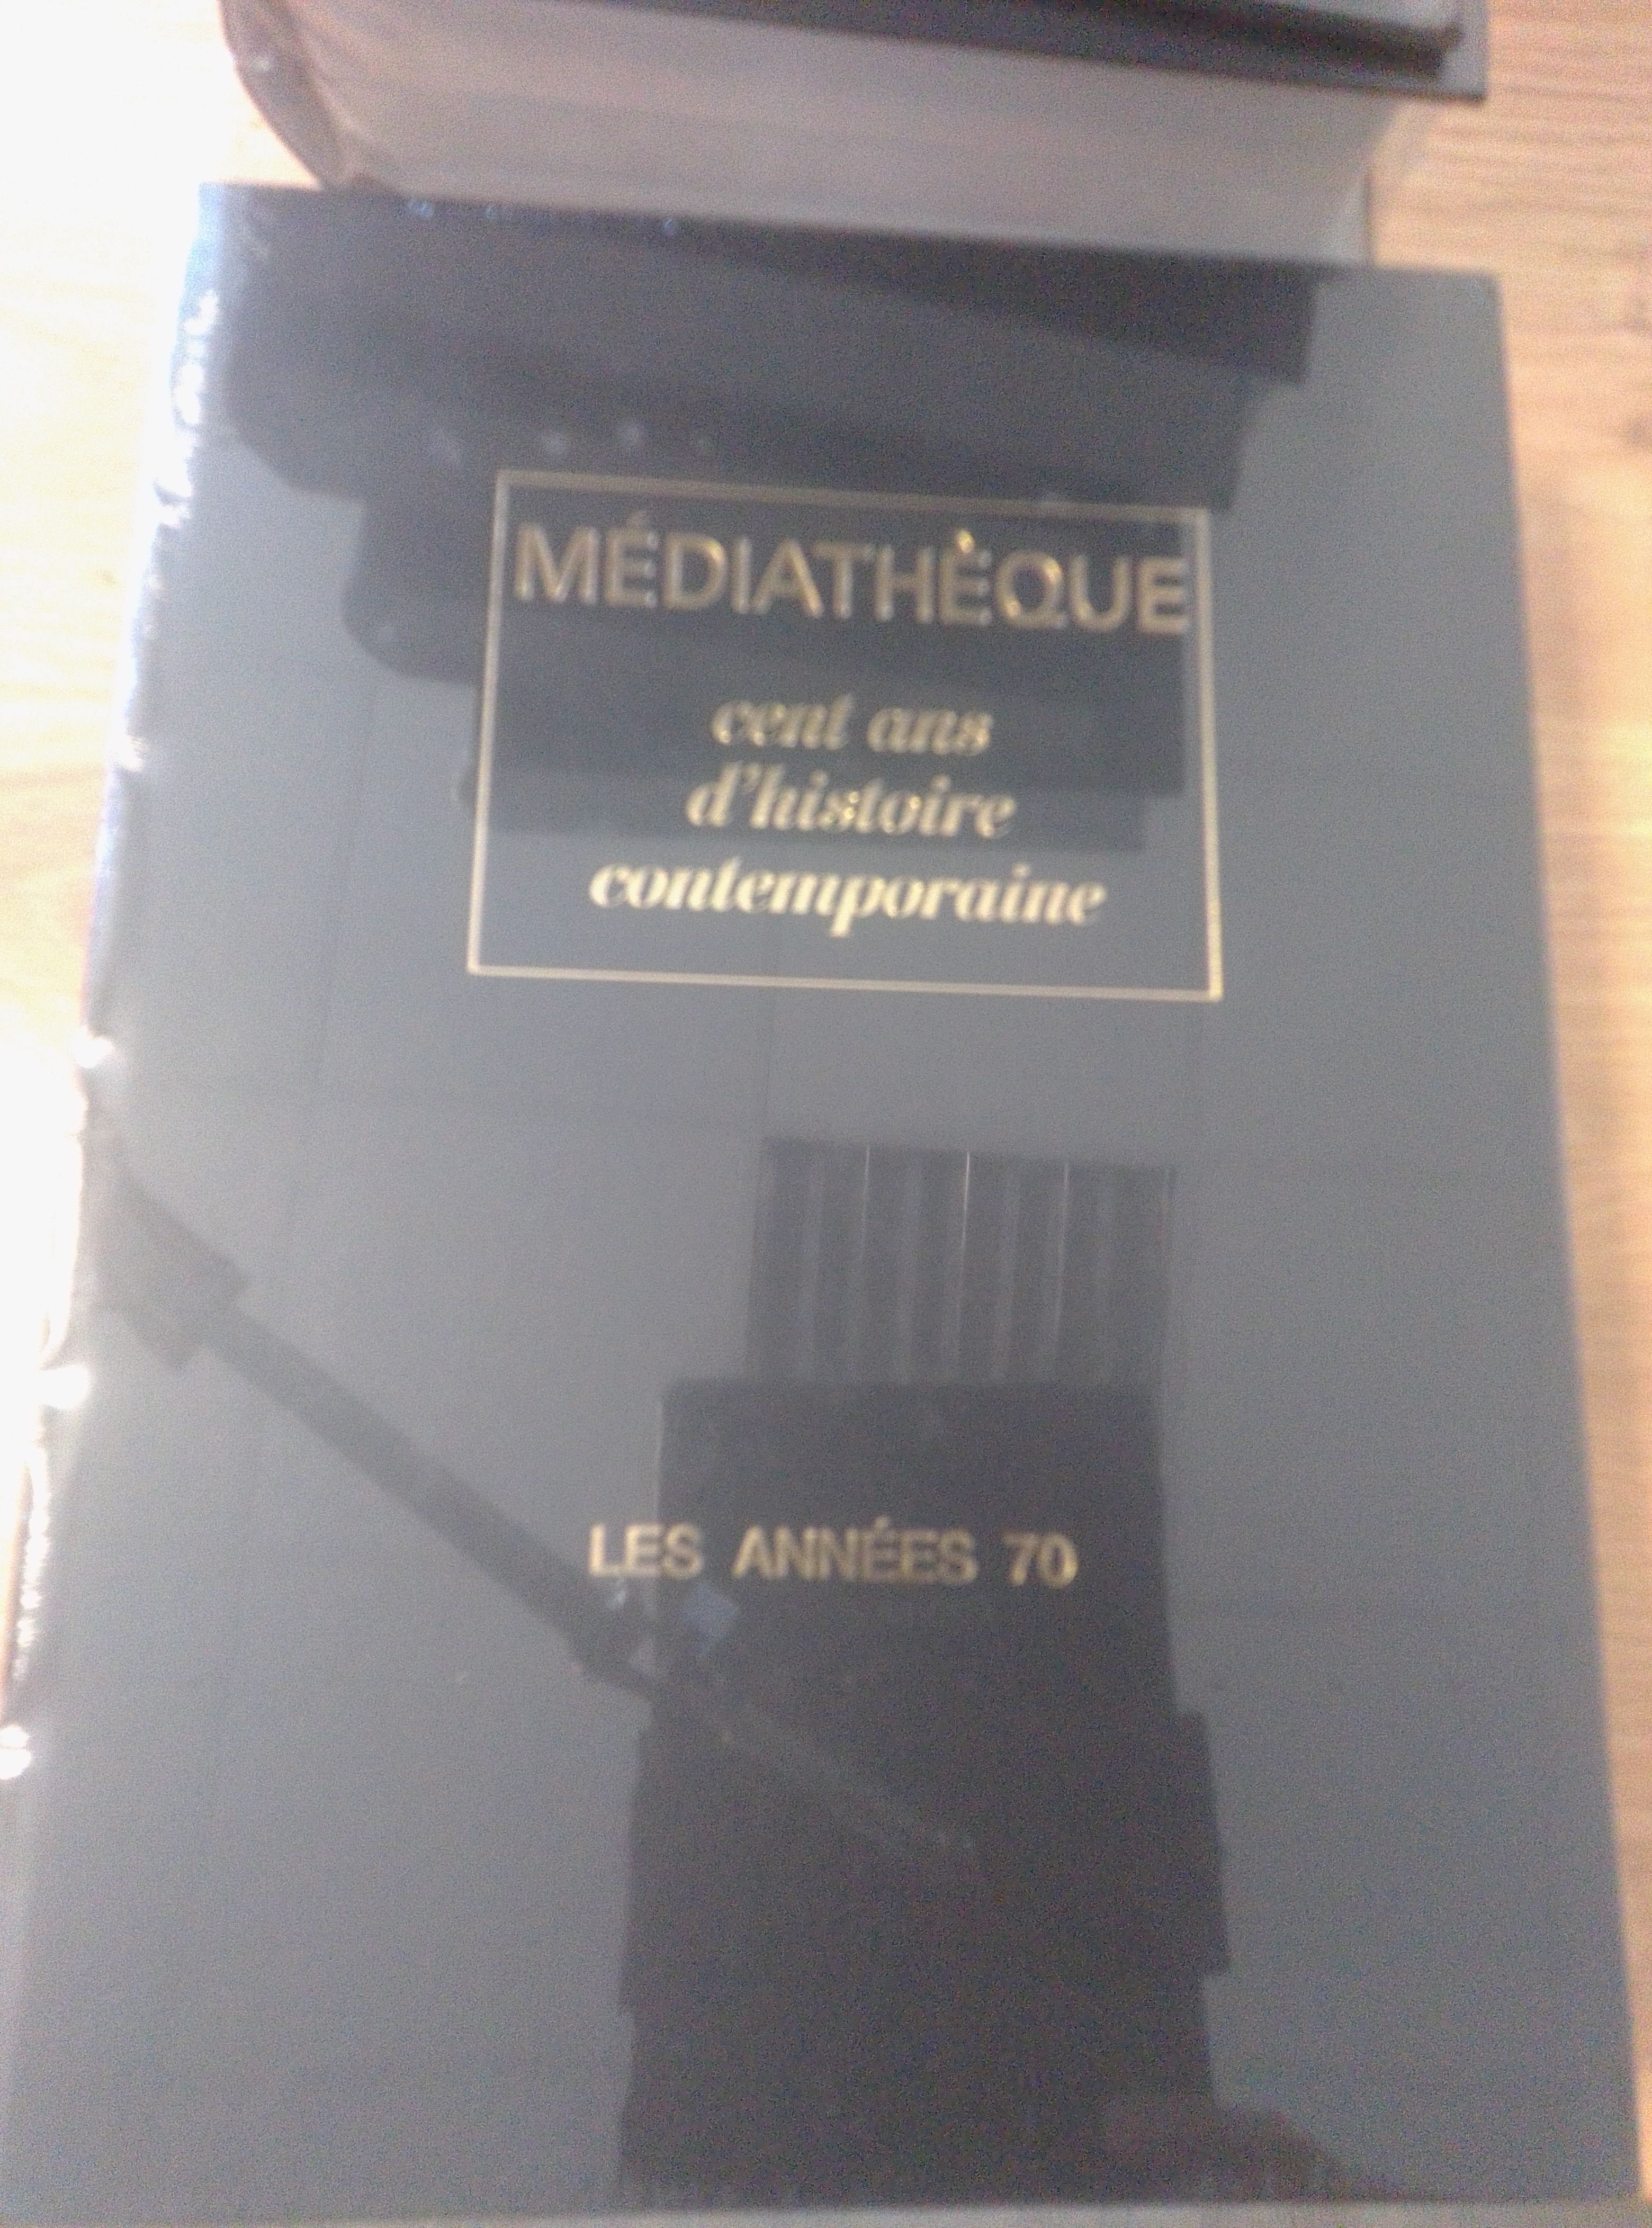 MÉDIATHÈQUE
cent ans
d'histoire
contemporaine
LES ANNÉES 70